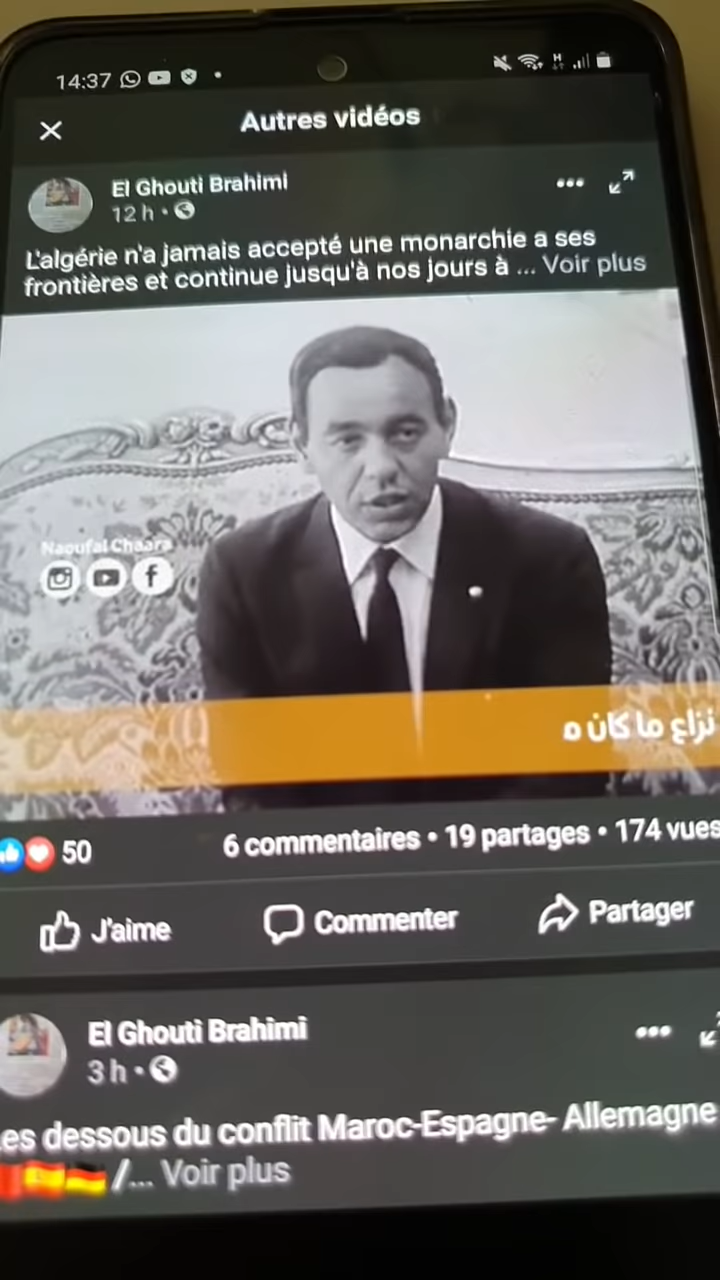 14:37
Autres vidéos
El Ghouti Brahimi
12 h
L'algérie n'a jamais accepté une monarchie a ses
frontières et continue jusqu'à nos jours à ... Voir plus
Naoufal Chaara
نزاع ما كان م
50
6 commentaires • 19 partages • 174 vues
J'aime
Commenter
Partager
El Ghouti Brahimi
3 h
es dessous du conflit Maroc-Espagne- Allemagne
/... Voir plus